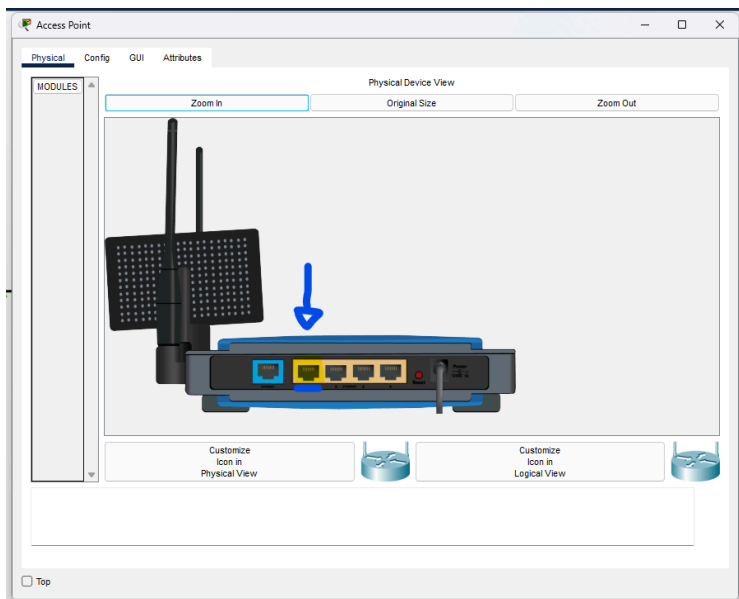 Access Point
Physical Config GUI Attributes
MODULES
Physical Device View
Zoom In Original Size Zoom Out
Reset
Power
Customize
Icon in
Physical View
Customize
Icon in
Logical View
Top